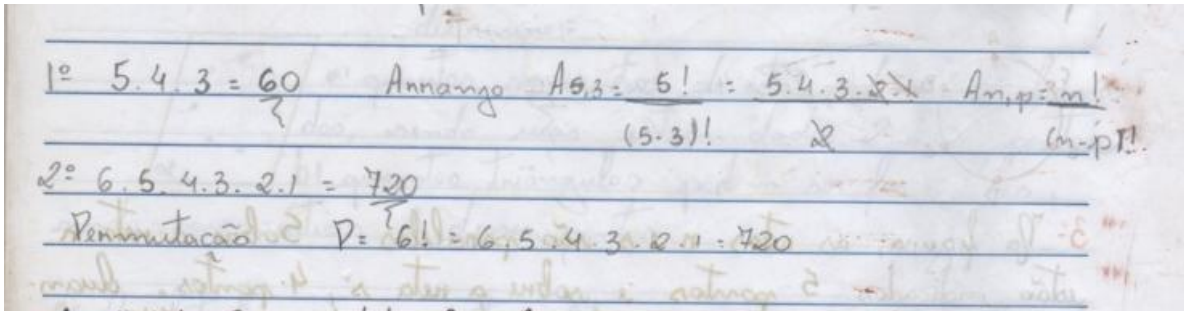 1º 5.4.3 = 60 Arranjo A5,3 = 5! = 5.4.3.2.1 An,p = n!
(5-3)! 2 (n-p)!.
2º 6.5.4.3.2.1 = 720
Permutação P = 6! = 6.5.4.3.2.1 = 720